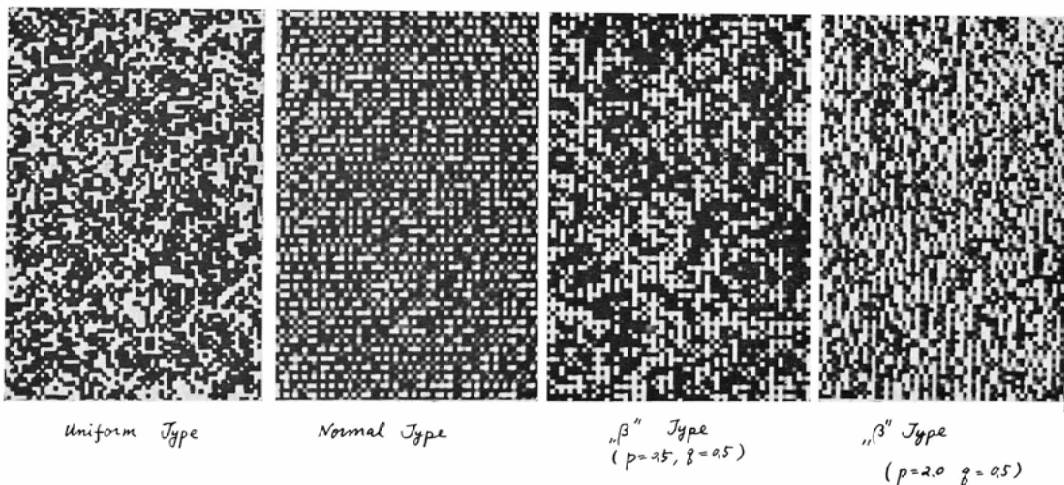 Uniform Type
Normal Type
„β" Type
( p=0.5, q=0.5 )
„β" Type
( p=2.0 q=0.5 )